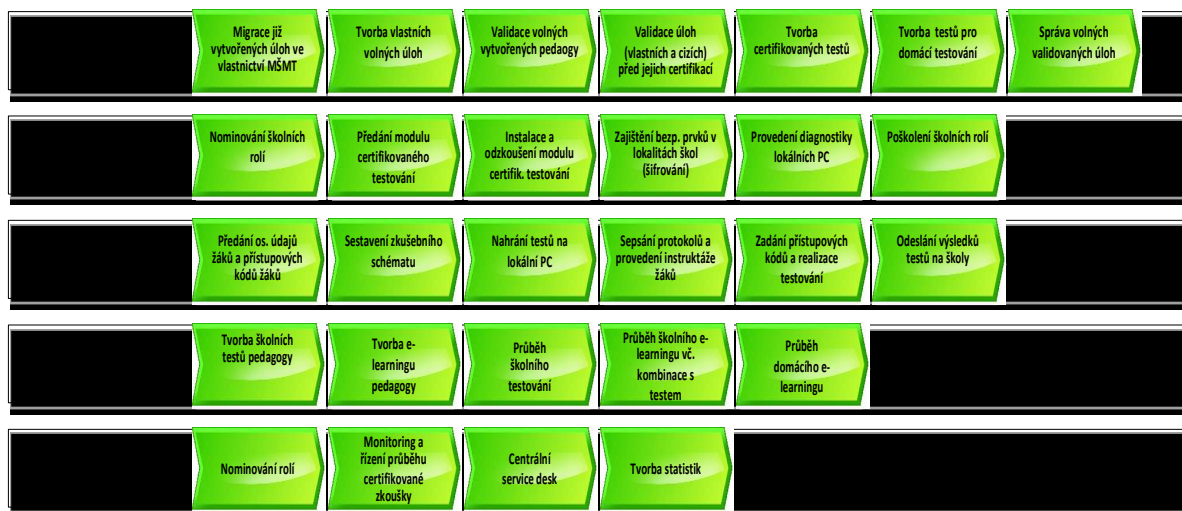 Migrace již
vytvořených úloh ve
vlastnictví MŠMT
Tvorba vlastních
volných úloh
Validace volných
vytvořených pedaogy
Validace úloh
(vlastních a cizích)
před jejich certifikací
Tvorba
certifikovaných testů
Tvorba testů pro
domácí testování
Správa volných
validovaných úloh
Nominování školních
rolí
Předání modulu
certifikovaného
testování
Instalace a
odzkoušení modulu
certifik. testování
Zajištění bezp. prvků v
lokalitách škol
(šifrování)
Provedení diagnostiky
lokálních PC
Poškolení školních rolí
Předání os. údajů
žáků a přístupových
kódů žáků
Sestavení zkušebního
schématu
Nahrání testů na
lokální PC
Sepsání protokolů a
provedení instruktáže
žáků
Zadání přístupových
kódů a realizace
testování
Odeslání výsledků
testů na školy
Tvorba školních
testů pedagogy
Tvorba e-
learningu
pedagogy
Průběh
školního
testování
Průběh školního e-
learningu vč.
kombinace s
testem
Průběh
domácího e-
learningu
Nominování rolí
Monitoring a
řízení průběhu
certifikované
zkoušky
Centrální
service desk
Tvorba statistik